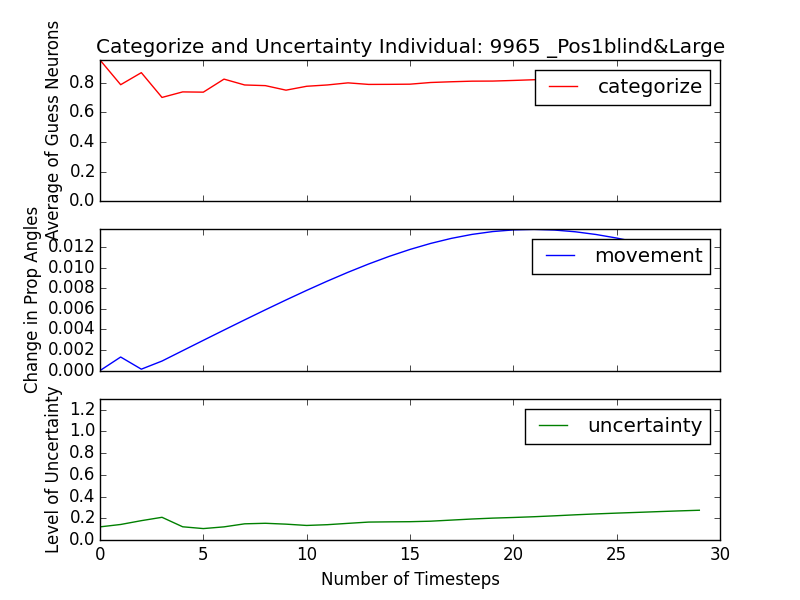 Categorize and Uncertainty Individual: 9965 _Pos1blind&Large
Average of Guess Neurons
0.8
0.6
0.4
0.2
0.0
categorize
Change in Prop Angles
0.012
0.010
0.008
0.006
0.004
0.002
0.000
movement
Level of Uncertainty
1.2
1.0
0.8
0.6
0.4
0.2
0.0
uncertainty
0 5 10 15 20 25 30
Number of Timesteps